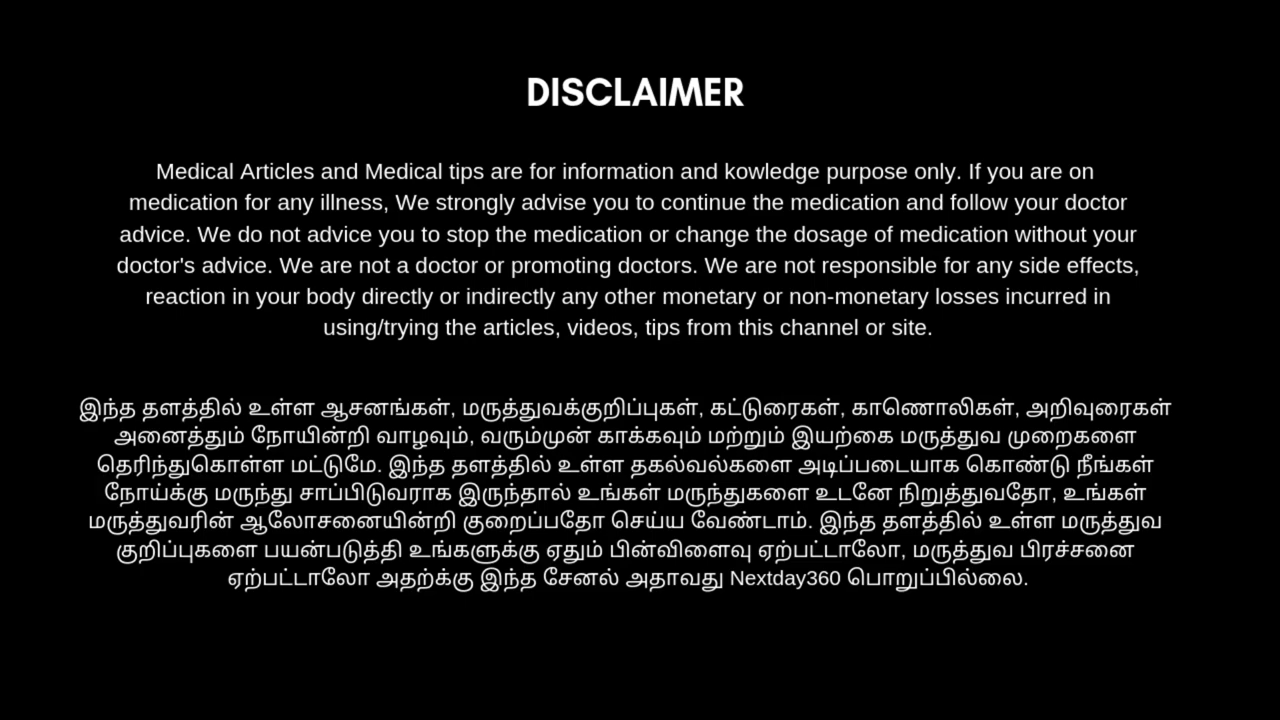 DISCLAIMER
Medical Articles and Medical tips are for information and kowledge purpose only. If you are on
medication for any illness, We strongly advise you to continue the medication and follow your doctor
advice. We do not advice you to stop the medication or change the dosage of medication without your
doctor's advice. We are not a doctor or promoting doctors. We are not responsible for any side effects,
reaction in your body directly or indirectly any other monetary or non-monetary losses incurred in
using/trying the articles, videos, tips from this channel or site.
இந்த தளத்தில் உள்ள ஆசனங்கள், மருத்துவக்குறிப்புகள், கட்டுரைகள், காணொலிகள், அறிவுரைகள்
அனைத்தும் நோயின்றி வாழவும், வரும்முன் காக்கவும் மற்றும் இயற்கை மருத்துவ முறைகளை
தெரிந்துகொள்ள மட்டுமே. இந்த தளத்தில் உள்ள தகல்வல்களை அடிப்படையாக கொண்டு நீங்கள்
நோய்க்கு மருந்து சாப்பிடுவராக இருந்தால் உங்கள் மருந்துகளை உடனே நிறுத்துவதோ, உங்கள்
மருத்துவரின் ஆலோசனையின்றி குறைப்பதோ செய்ய வேண்டாம். இந்த தளத்தில் உள்ள மருத்துவ
குறிப்புகளை பயன்படுத்தி உங்களுக்கு ஏதும் பின்விளைவு ஏற்பட்டாலோ, மருத்துவ பிரச்சனை
ஏற்பட்டாலோ அதற்க்கு இந்த சேனல் அதாவது Nextday360 பொறுப்பில்லை.